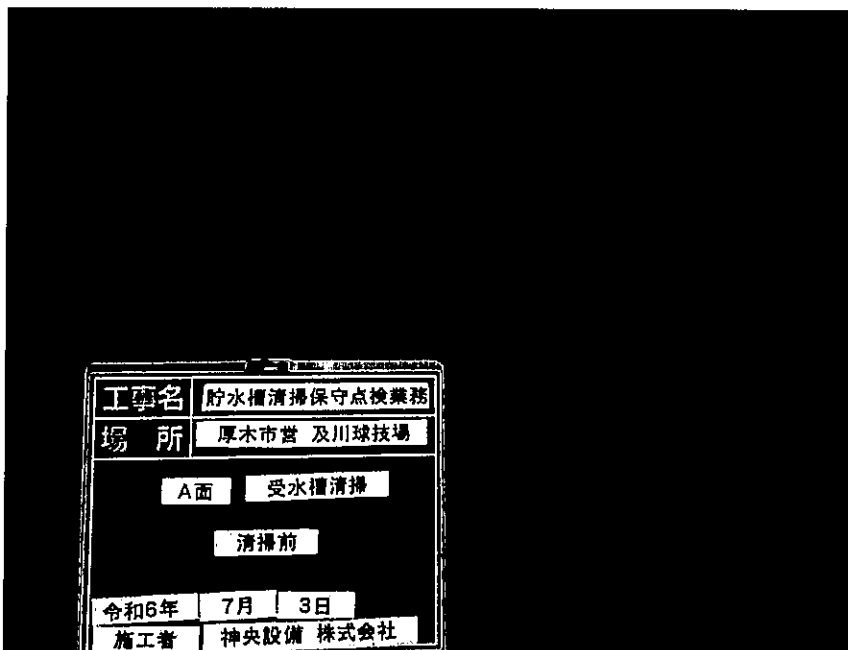 工事名 貯水槽清掃保守点検業務
場所 厚木市営 及川球技場
A面 受水槽清掃
清掃前
令和6年 7月 3日
施工者 神央設備 株式会社